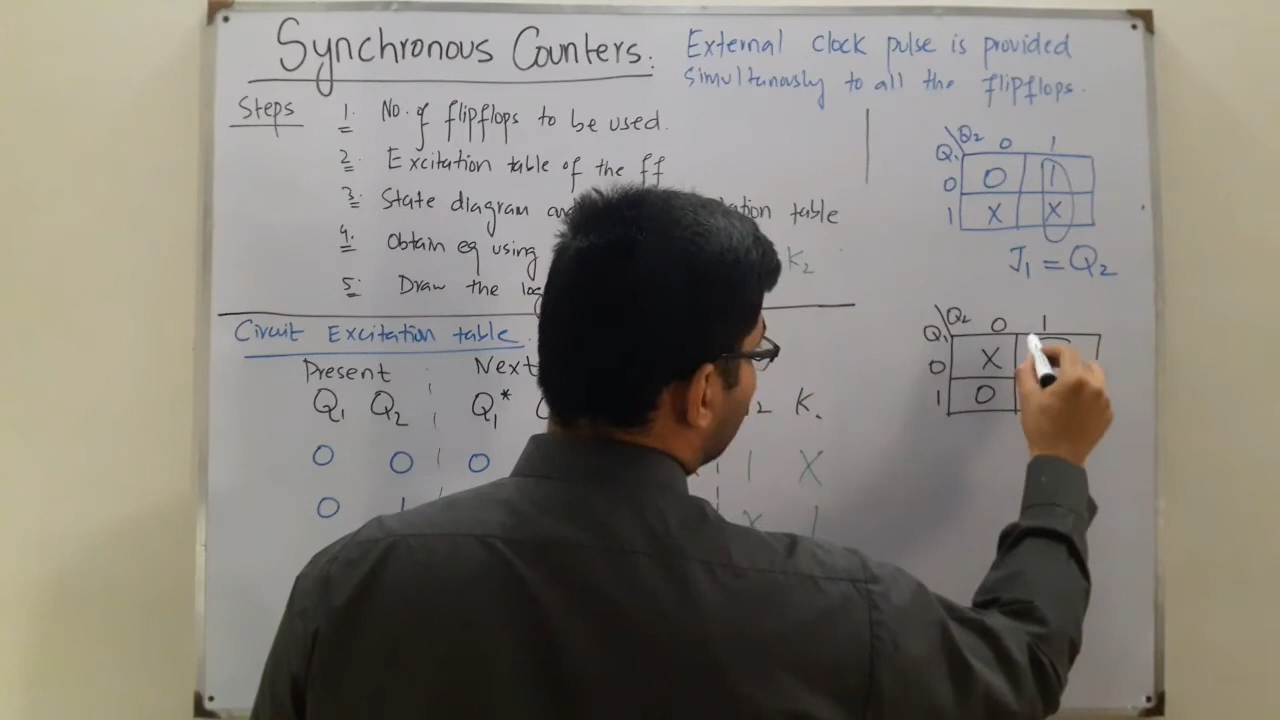 Synchronous Counters.
External clock pulse is provided
simultanously to all the flipflops.
Steps
1. No. of flipflops to be used.
2. Excitation table of the ff
3. State diagram table
4. Obtain eq using K2
5. Draw the
Circuit Excitation table.
Present Next
Q1 Q2 Q1* 2 K.
0 0 0 1 X
0 1 X 1
Q1 \ Q2 0 1
0 0 1
1 X X
J1 = Q2
Q1 \ Q2 0 1
0 X
1 0